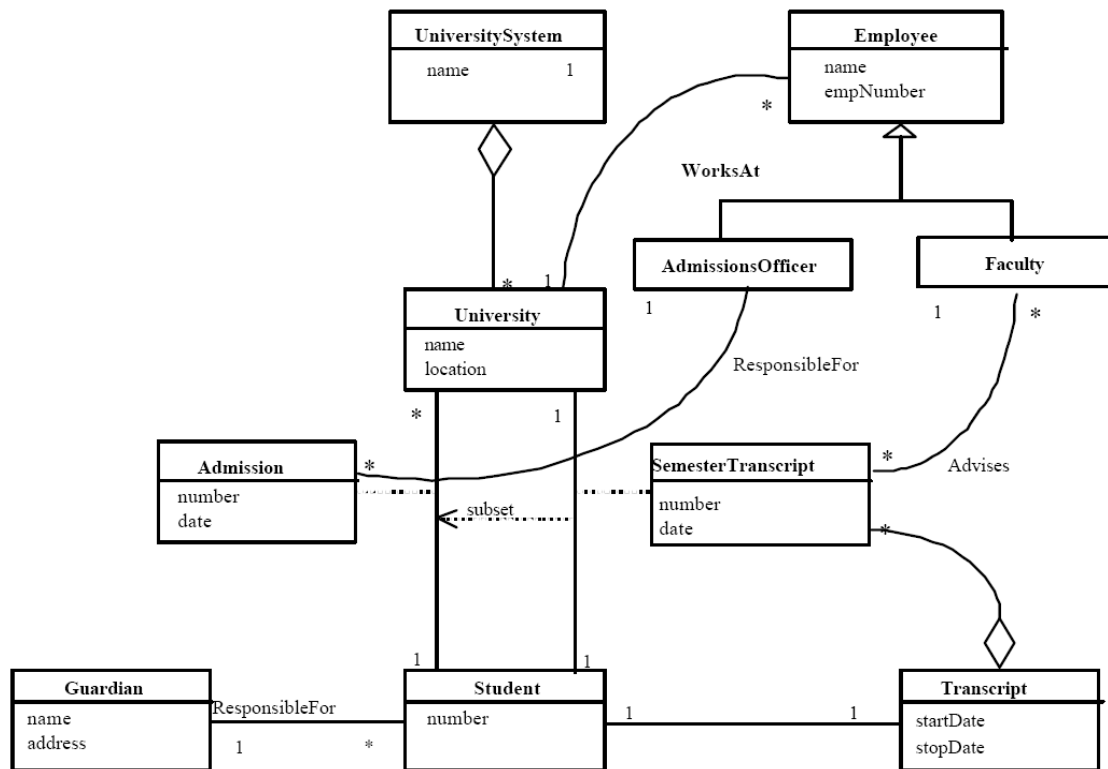 UniversitySystem
name 1
Employee
name
empNumber
*
WorksAt
AdmissionsOfficer
Faculty
1
1 *
* 1
University
name
location
ResponsibleFor
* 1
Admission
number
date
*
SemesterTranscript
number
date
*
*
Advises
subset
1 1
Guardian
name
address
ResponsibleFor
1 *
Student
number
1 1
Transcript
startDate
stopDate